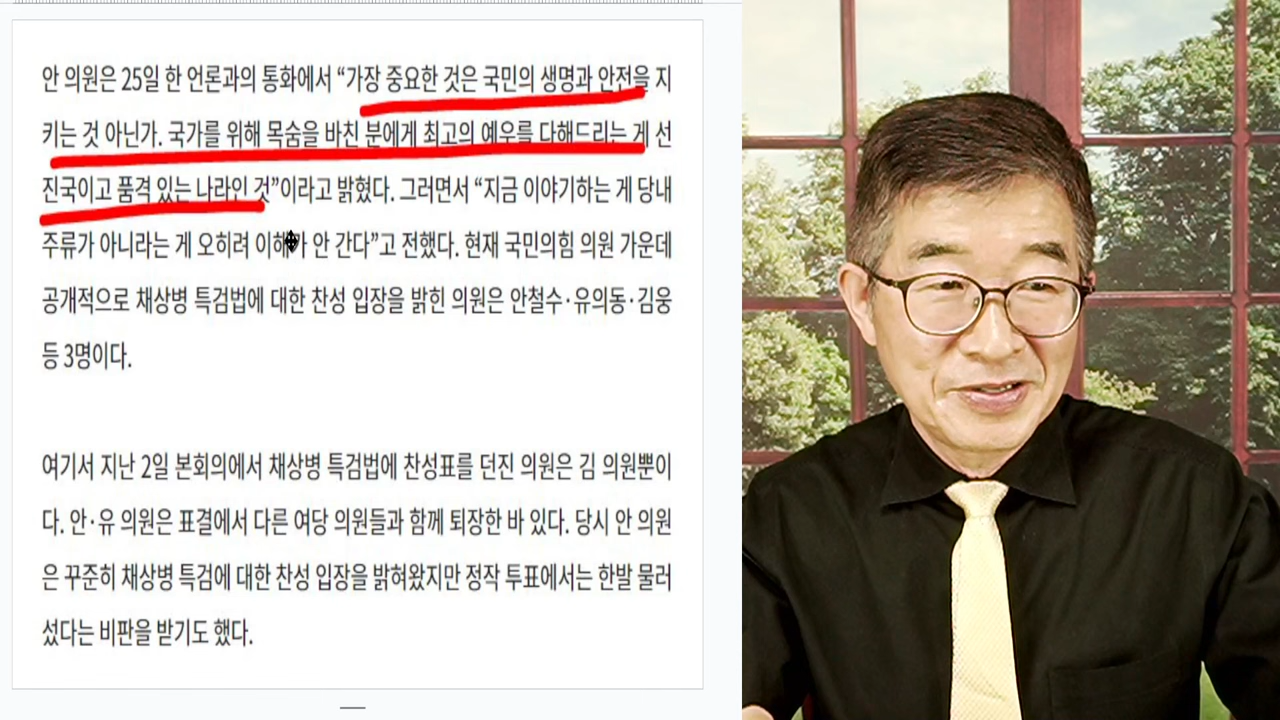 안 의원은 25일 한 언론과의 통화에서 “가장 중요한 것은 국민의 생명과 안전을 지
키는 것 아닌가. 국가를 위해 목숨을 바친 분에게 최고의 예우를 다해드리는 게 선
진국이고 품격 있는 나라인 것”이라고 밝혔다. 그러면서 “지금 이야기하는 게 당내
주류가 아니라는 게 오히려 이해가 안 간다”고 전했다. 현재 국민의힘 의원 가운데
공개적으로 채상병 특검법에 대한 찬성 입장을 밝힌 의원은 안철수·유의동·김웅
등 3명이다.
여기서 지난 2일 본회의에서 채상병 특검법에 찬성표를 던진 의원은 김 의원뿐이
다. 안·유 의원은 표결에서 다른 여당 의원들과 함께 퇴장한 바 있다. 당시 안 의원
은 꾸준히 채상병 특검에 대한 찬성 입장을 밝혀왔지만 정작 투표에서는 한발 물러
섰다는 비판을 받기도 했다.